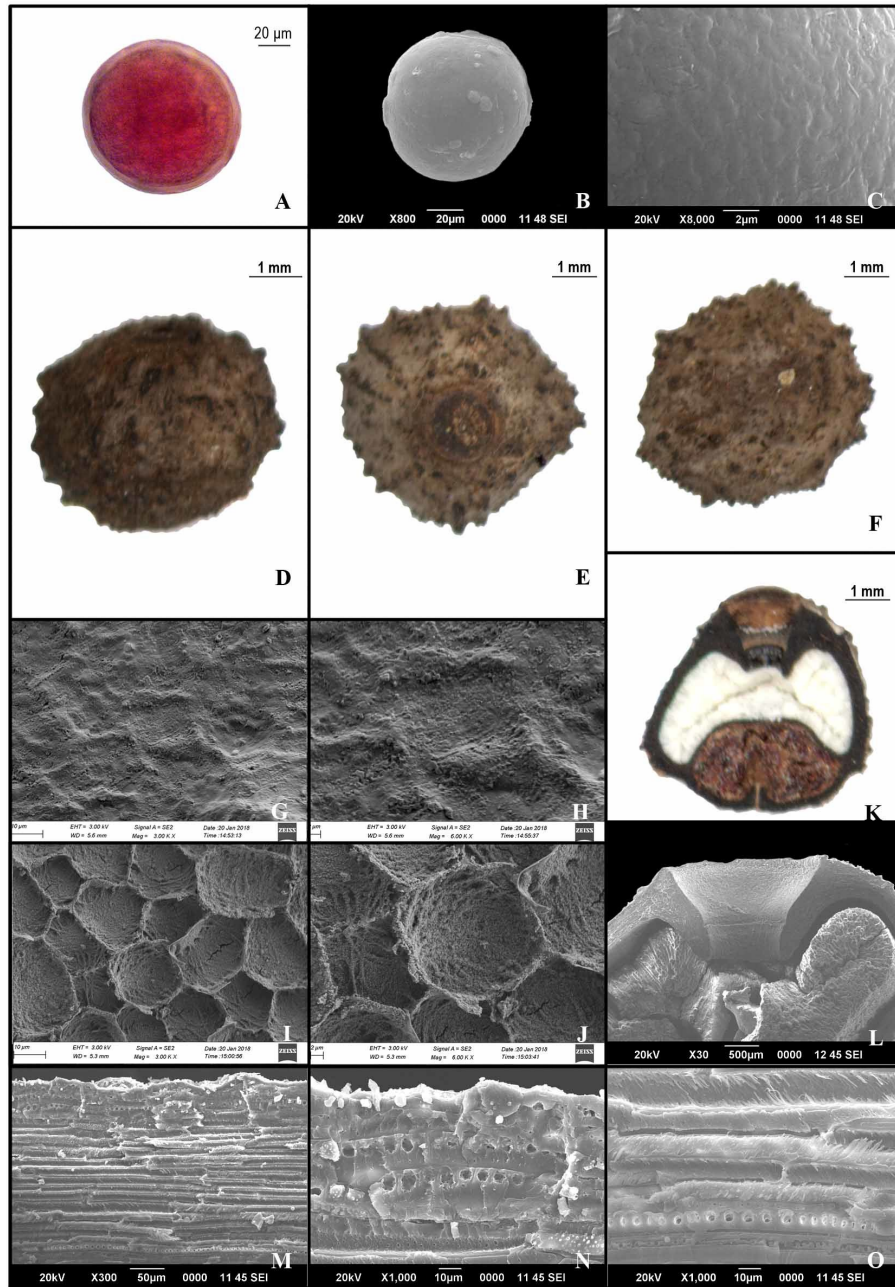 20 µm
A
B
20kV X800 20µm 0000 11 48 SEI
C
20kV X8,000 2µm 0000 11 48 SEI
1 mm
D
1 mm
E
1 mm
F
G
EHT = 3.00 kV Signal A = SE2 Date :20 Jan 2018
WD = 5.6 mm Mag = 3.00 K X Time :14:53:13
ZEISS
H
EHT = 3.00 kV Signal A = SE2 Date :20 Jan 2018
WD = 5.6 mm Mag = 6.00 K X Time :14:55:37
ZEISS
1 mm
K
I
10 µm
EHT = 3.00 kV Signal A = SE2 Date :20 Jan 2018
WD = 5.3 mm Mag = 3.00 K X Time :15:00:56
ZEISS
J
2 µm
EHT = 3.00 kV Signal A = SE2 Date :20 Jan 2018
WD = 5.3 mm Mag = 6.00 K X Time :15:03:41
ZEISS
L
20kV X30 500µm 0000 12 45 SEI
M
20kV X300 50µm 0000 11 45 SEI
N
20kV X1,000 10µm 0000 11 45 SEI
O
20kV X1,000 10µm 0000 11 45 SEI